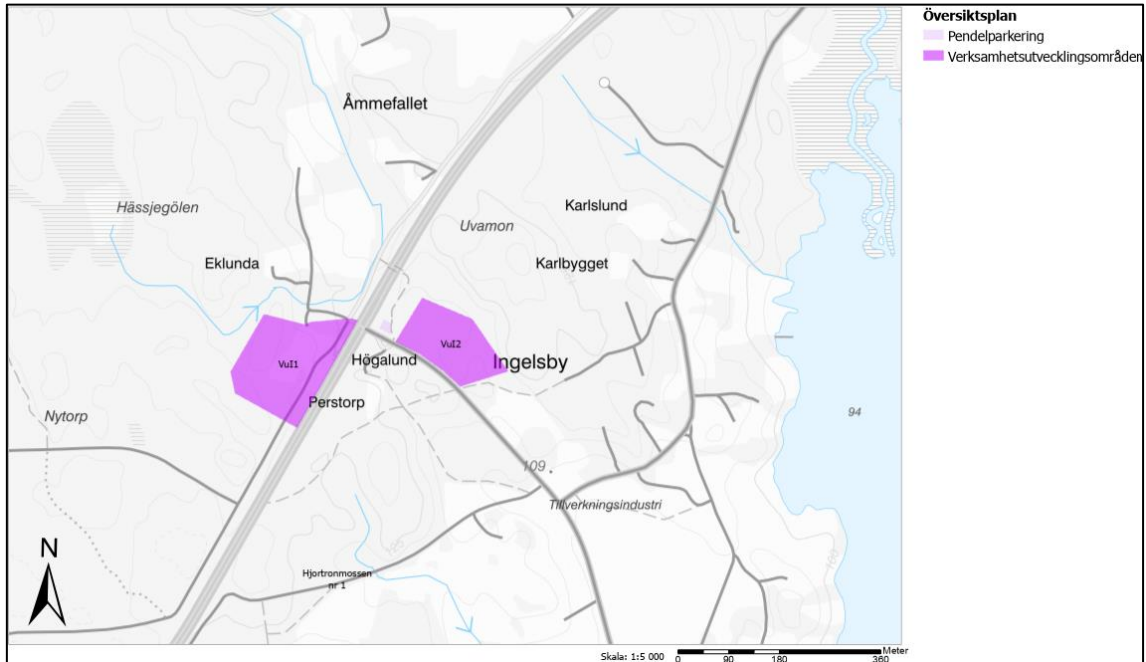 Översiktsplan
Pendelparkering
Verksamhetsutvecklingsområden
Åmmefallet
Hässjegölen
Karlslund
Uvamon
Eklunda
Karlbygget
VuI1
VuI2
Högalund
Ingelsby
Perstorp
Nytorp
94
109
Tillverkningsindustri
N
Hjortronmossen
nr 1
Skala: 1:5 000
0 90 180 360
Meter